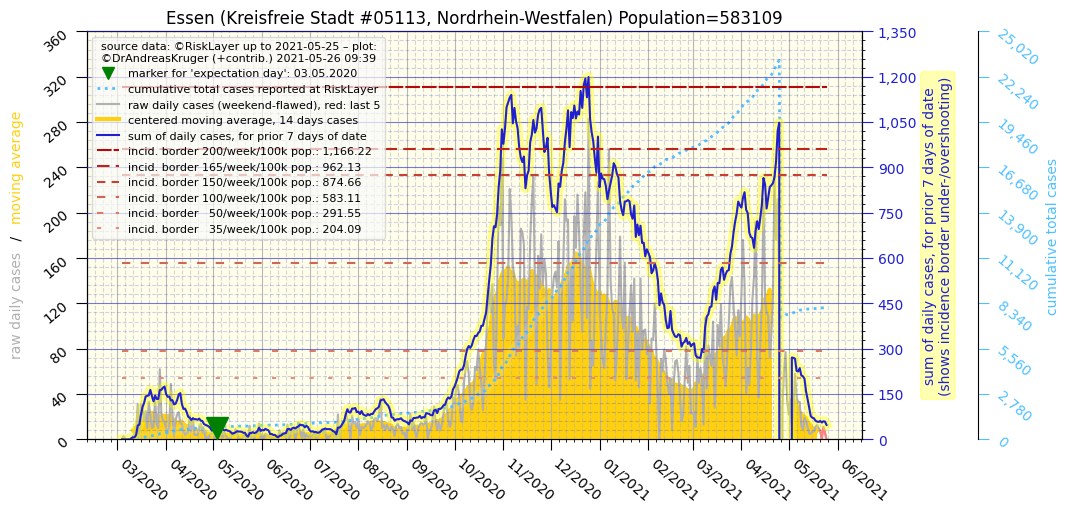 Essen (Kreisfreie Stadt #05113, Nordrhein-Westfalen) Population=583109
source data: ©RiskLayer up to 2021-05-25 – plot:
©DrAndreasKruger (+contrib.) 2021-05-26 09:39
marker for 'expectation day': 03.05.2020
cumulative total cases reported at RiskLayer
raw daily cases (weekend-flawed), red: last 5
centered moving average, 14 days cases
sum of daily cases, for prior 7 days of date
incid. border 200/week/100k pop.: 1,166.22
incid. border 165/week/100k pop.: 962.13
incid. border 150/week/100k pop.: 874.66
incid. border 100/week/100k pop.: 583.11
incid. border   50/week/100k pop.: 291.55
incid. border   35/week/100k pop.: 204.09
raw daily cases / moving average
360
320
280
240
200
160
120
80
40
0
03/2020
04/2020
05/2020
06/2020
07/2020
08/2020
09/2020
10/2020
11/2020
12/2020
01/2021
02/2021
03/2021
04/2021
05/2021
06/2021
1,350
1,200
1,050
900
750
600
450
300
150
0
sum of daily cases, for prior 7 days of date
(shows incidence border under-/overshooting)
25,020
22,240
19,460
16,680
13,900
11,120
8,340
5,560
2,780
0
cumulative total cases